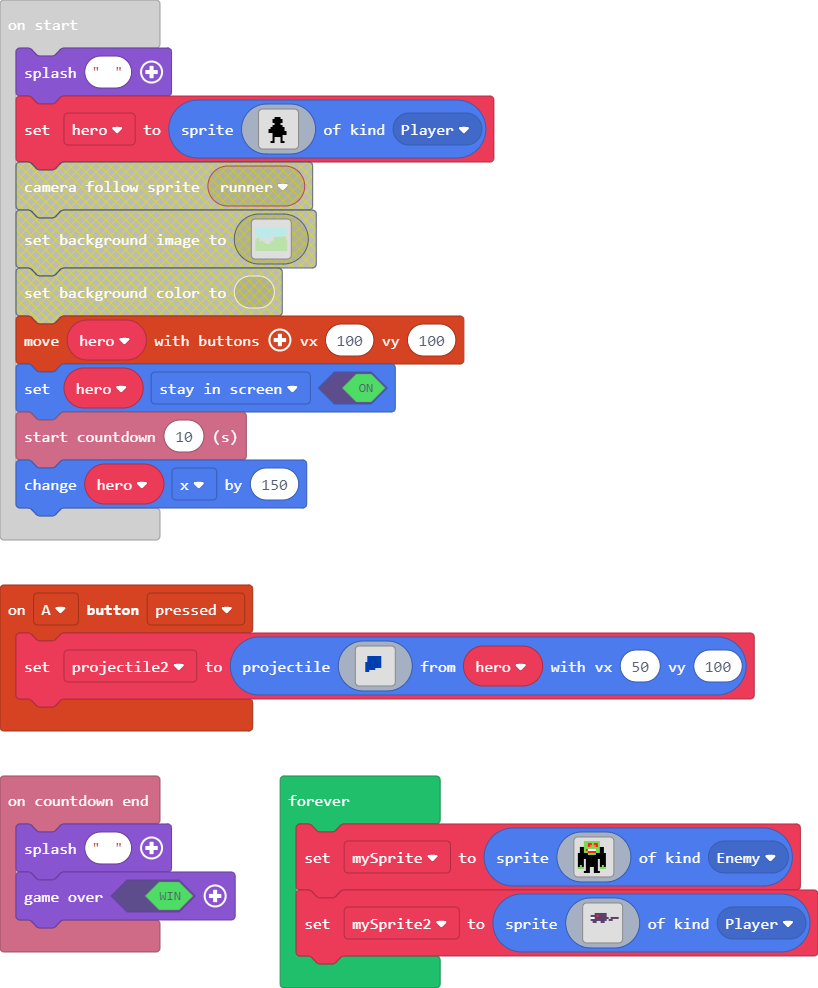 on start
splash " "
set hero to sprite of kind Player
camera follow sprite runner
set background image to
set background color to
move hero with buttons vx 100 vy 100
set hero stay in screen ON
start countdown 10 (s)
change hero x by 150
on A button pressed
set projectile2 to projectile from hero with vx 50 vy 100
on countdown end
splash " "
game over WIN
forever
set mySprite to sprite of kind Enemy
set mySprite2 to sprite of kind Player